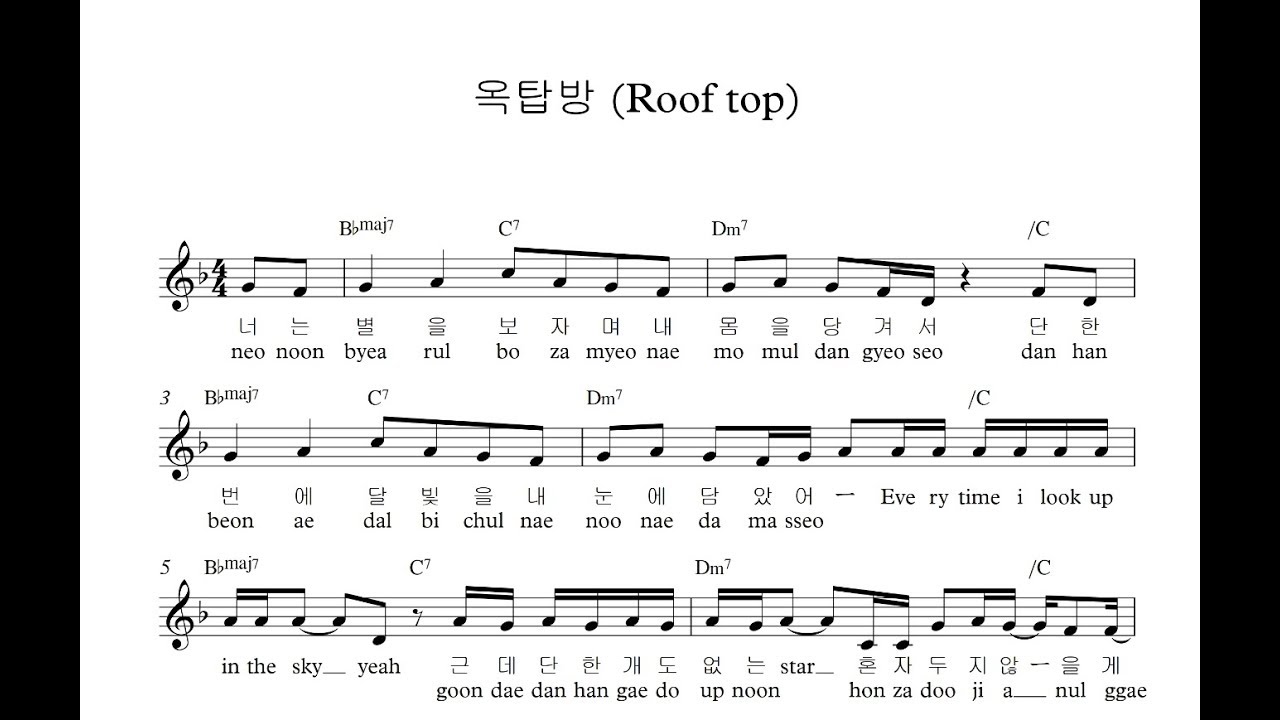 옥탑방 (Roof top)
B♭maj7 C7 Dm7 /C
너 는 별 을 보 자 며 내 몸 을 당 겨 서 단 한
neo noon byea rul bo za myeo nae mo mul dan gyeo seo dan han
3 B♭maj7 C7 Dm7 /C
번 에 달 빛 을 내 눈 에 담 았 어 ㅡ Eve ry time i look up
beon ae dal bi chul nae noo nae da ma sseo
5 B♭maj7 C7 Dm7 /C
in the sky yeah 근 데 단 한 개 도 없 는 star 혼 자 두 지 않 ㅡ 을 게
goon dae dan han gae do up noon hon za doo ji a nul ggae